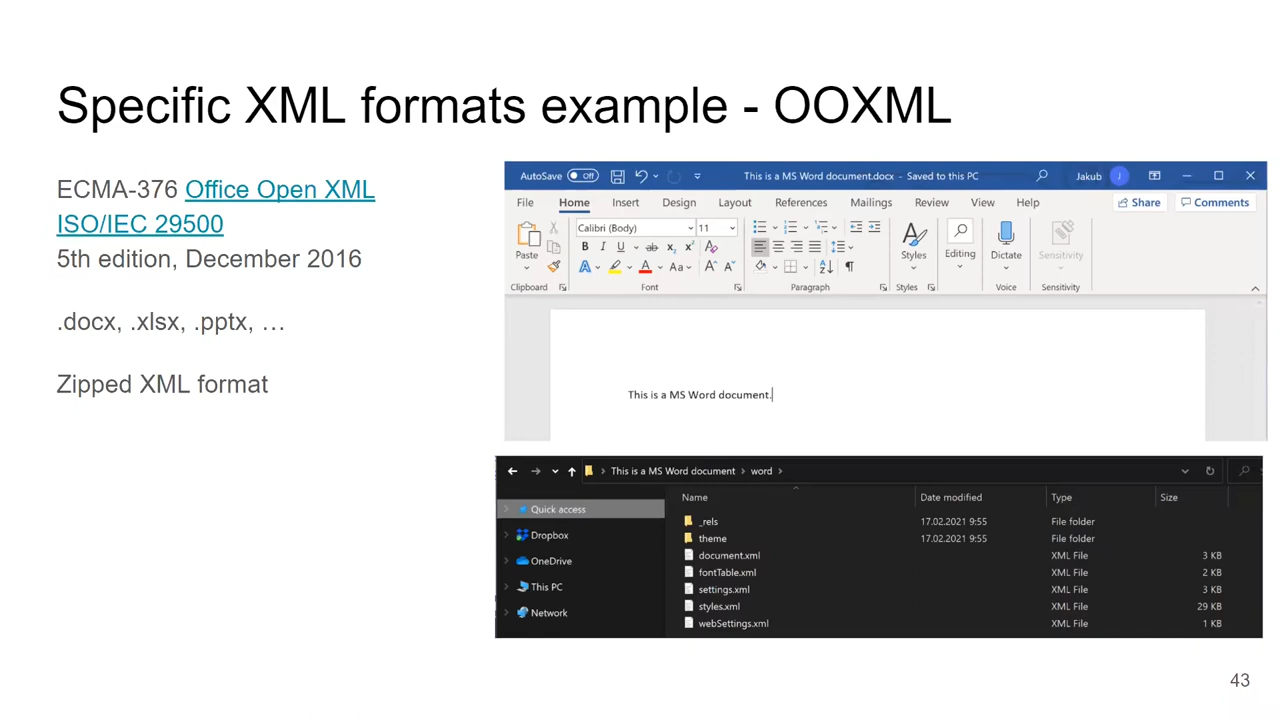 Specific XML formats example - OOXML
ECMA-376 Office Open XML
ISO/IEC 29500
5th edition, December 2016
.docx, .xlsx, .pptx, …
Zipped XML format
AutoSave Off This is a MS Word document.docx - Saved to this PC Jakub J
File Home Insert Design Layout References Mailings Review View Help Share Comments
Calibri (Body) 11
Paste B I U ab x₂ x² A Styles Editing Dictate Sensitivity
A A Aa A A
Clipboard Font Paragraph Styles Voice Sensitivity
This is a MS Word document.
This is a MS Word document › word ›
Name Date modified Type Size
Quick access
Dropbox
OneDrive
This PC
Network
_rels 17.02.2021 9:55 File folder
theme 17.02.2021 9:55 File folder
document.xml XML File 3 KB
fontTable.xml XML File 2 KB
settings.xml XML File 3 KB
styles.xml XML File 29 KB
webSettings.xml XML File 1 KB
43